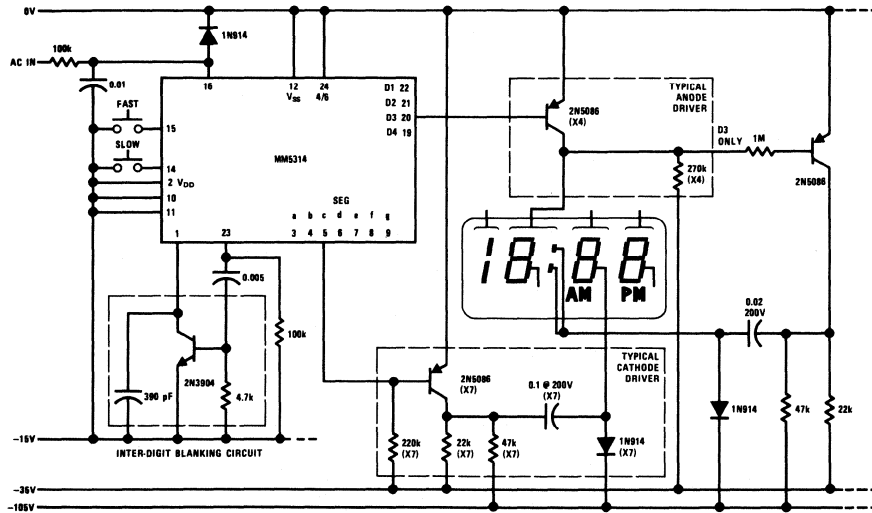 0V
1N914
AC IN
100k
0.01
16
12
VSS
24
4/6
D1 22
D2 21
D3 20
D4 19
TYPICAL
ANODE
DRIVER
2N5086
(X4)
D3
ONLY
1M
2N5086
270k
(X4)
FAST
15
SLOW
14
2 VDD
10
11
MM5314
SEG
a b c d e f g
3 4 5 6 7 8 9
1
23
0.005
100k
18:88
AM PM
2N3904
390 pF
4.7k
-15V
INTER-DIGIT BLANKING CIRCUIT
TYPICAL
CATHODE
DRIVER
2N5086
(X7)
0.1 @ 200V
(X7)
220k
(X7)
22k
(X7)
47k
(X7)
1N914
(X7)
0.02
200V
1N914
47k
22k
-36V
-105V